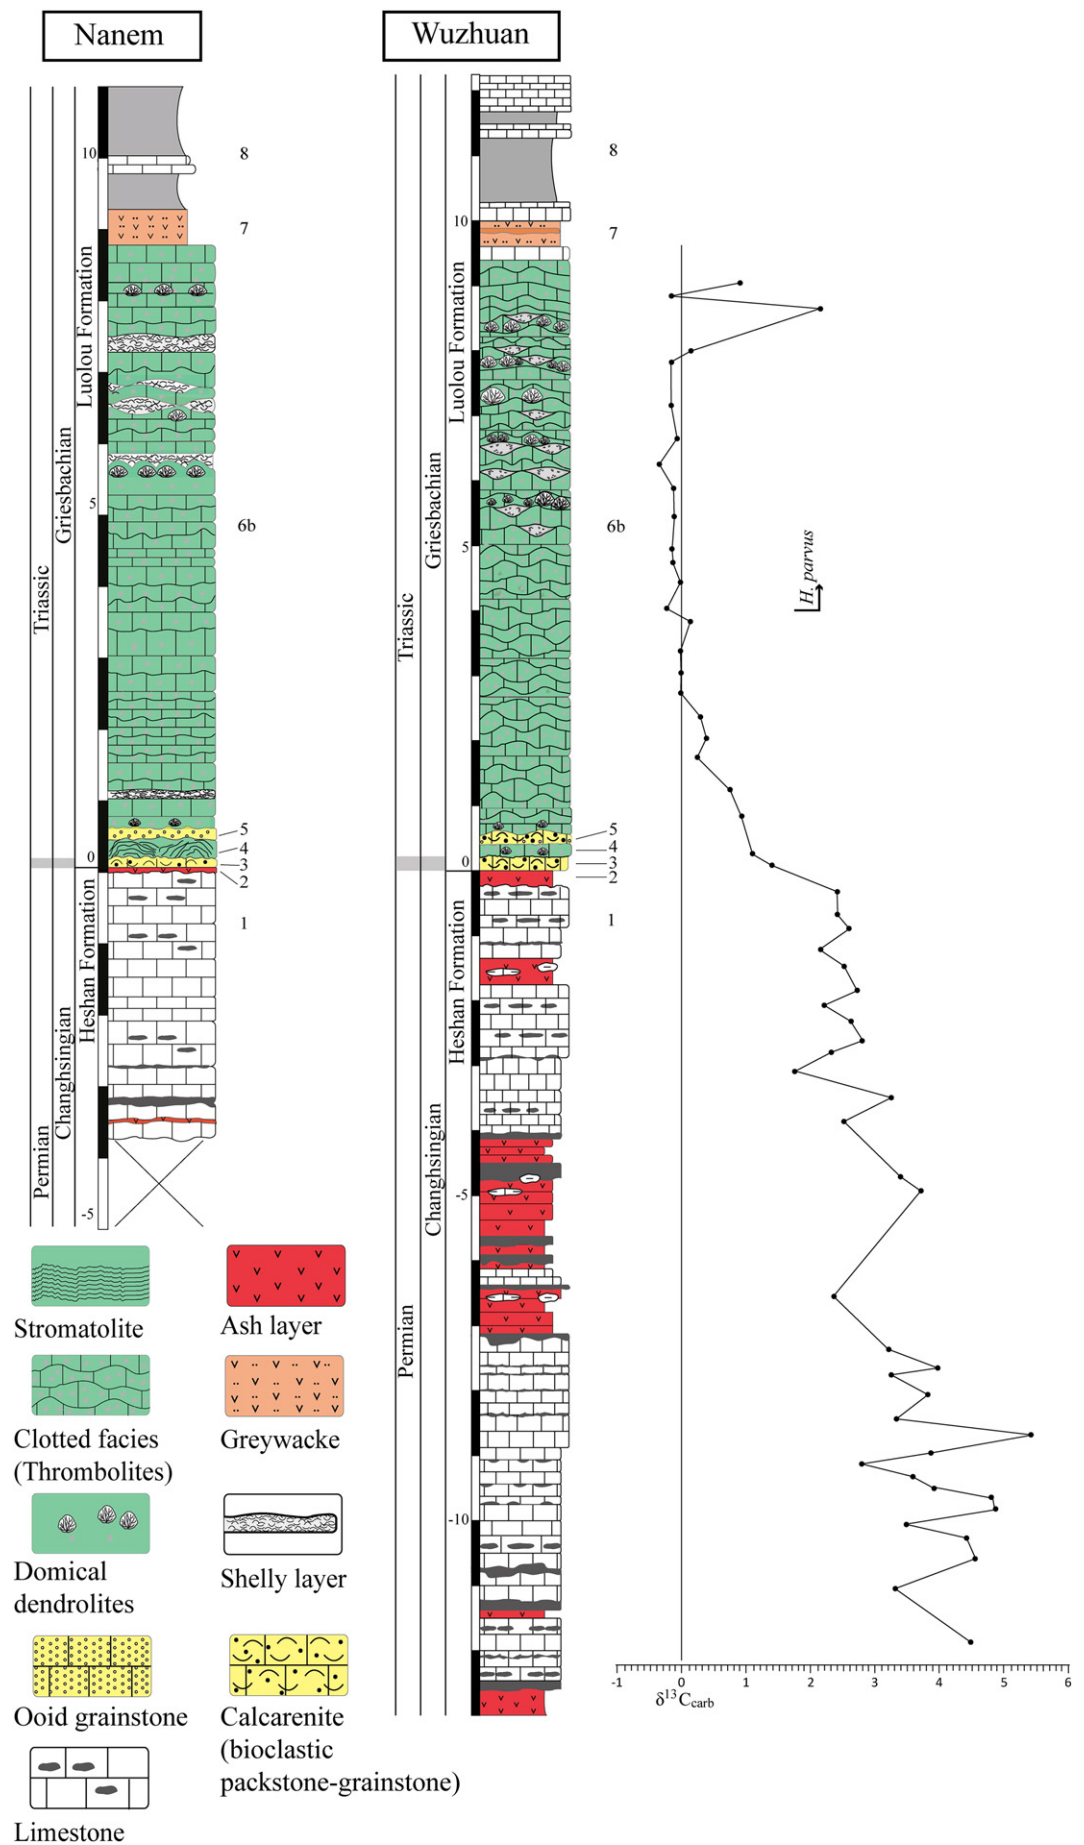 Nanem
Wuzhuan
Triassic
Permian
Griesbachian
Changhsingian
Luolou Formation
Heshan Formation
10
5
0
-5
8
7
6b
5
4
3
2
1
Triassic
Permian
Griesbachian
Changhsingian
Luolou Formation
Heshan Formation
10
5
0
-5
-10
8
7
6b
5
4
3
2
1
H. parvus
-1 0 1 2 3 4 5 6
δ¹³Ccarb
Stromatolite
Ash layer
Clotted facies
(Thrombolites)
Greywacke
Domical
dendrolites
Shelly layer
Ooid grainstone
Calcarenite
(bioclastic
packstone-grainstone)
Limestone